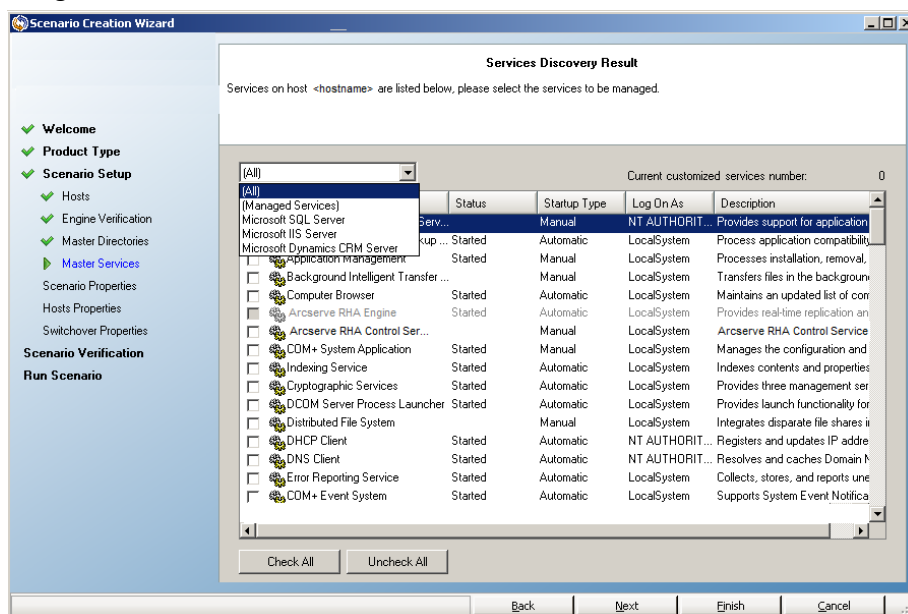 Scenario Creation Wizard
Services Discovery Result
Services on host <hostname> are listed below, please select the services to be managed.
Welcome
Product Type
Scenario Setup
Hosts
Engine Verification
Master Directories
Master Services
Scenario Properties
Hosts Properties
Switchover Properties
Scenario Verification
Run Scenario
(All)
Current customized services number: 0
(All)
(Managed Services)
Microsoft SQL Server
Microsoft IIS Server
Microsoft Dynamics CRM Server
Status Startup Type Log On As Description
Serv... Manual NT AUTHORIT... Provides support for application
kup ... Started Automatic LocalSystem Process application compatibility
Application Management Started Manual LocalSystem Processes installation, removal,
Background Intelligent Transfer ... Manual LocalSystem Transfers files in the background
Computer Browser Started Automatic LocalSystem Maintains an updated list of com
Arcserve RHA Engine Started Automatic LocalSystem Provides real-time replication an
Arcserve RHA Control Ser... Manual LocalSystem Arcserve RHA Control Service
COM+ System Application Started Manual LocalSystem Manages the configuration and
Indexing Service Started Automatic LocalSystem Indexes contents and properties
Cryptographic Services Started Automatic LocalSystem Provides three management ser
DCOM Server Process Launcher Started Automatic LocalSystem Provides launch functionality for
Distributed File System Manual LocalSystem Integrates disparate file shares i
DHCP Client Started Automatic NT AUTHORIT... Registers and updates IP addre
DNS Client Started Automatic NT AUTHORIT... Resolves and caches Domain N
Error Reporting Service Started Automatic LocalSystem Collects, stores, and reports une
COM+ Event System Started Automatic LocalSystem Supports System Event Notifica
Check All Uncheck All
Back Next Finish Cancel